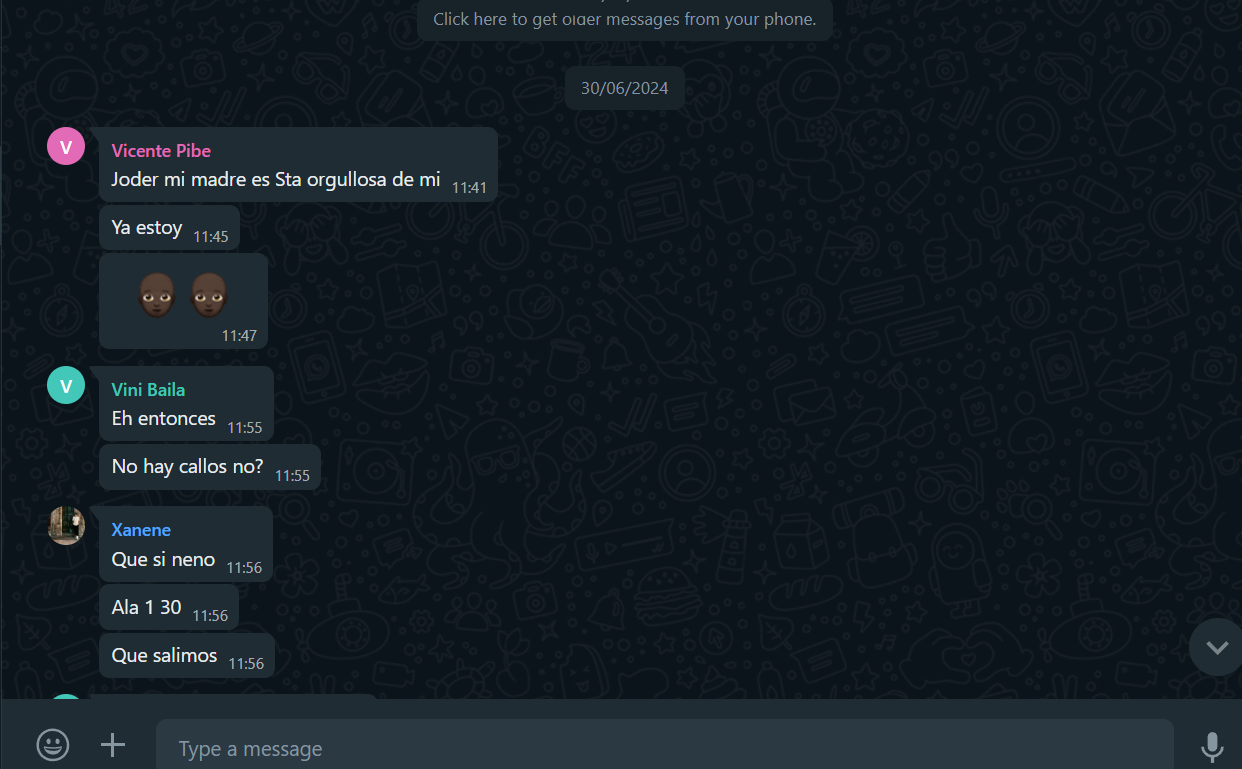 Click here to get older messages from your phone.
30/06/2024
V
Vicente Pibe
Joder mi madre es Sta orgullosa de mi 11:41
Ya estoy 11:45
11:47
V
Vini Baila
Eh entonces 11:55
No hay callos no? 11:55
Xanene
Que si neno 11:56
Ala 1 30 11:56
Que salimos 11:56
Type a message